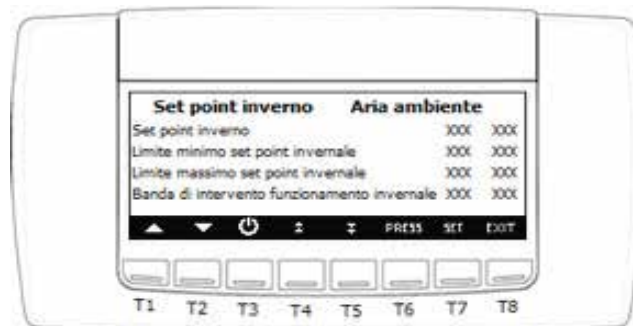 Set point inverno Aria ambiente
Set point inverno XXX XXX
Limite minimo set point invernale XXX XXX
Limite massimo set point invernale XXX XXX
Banda di intervento funzionamento invernale XXX XXX
PRESS SET EXIT
T1 T2 T3 T4 T5 T6 T7 T8